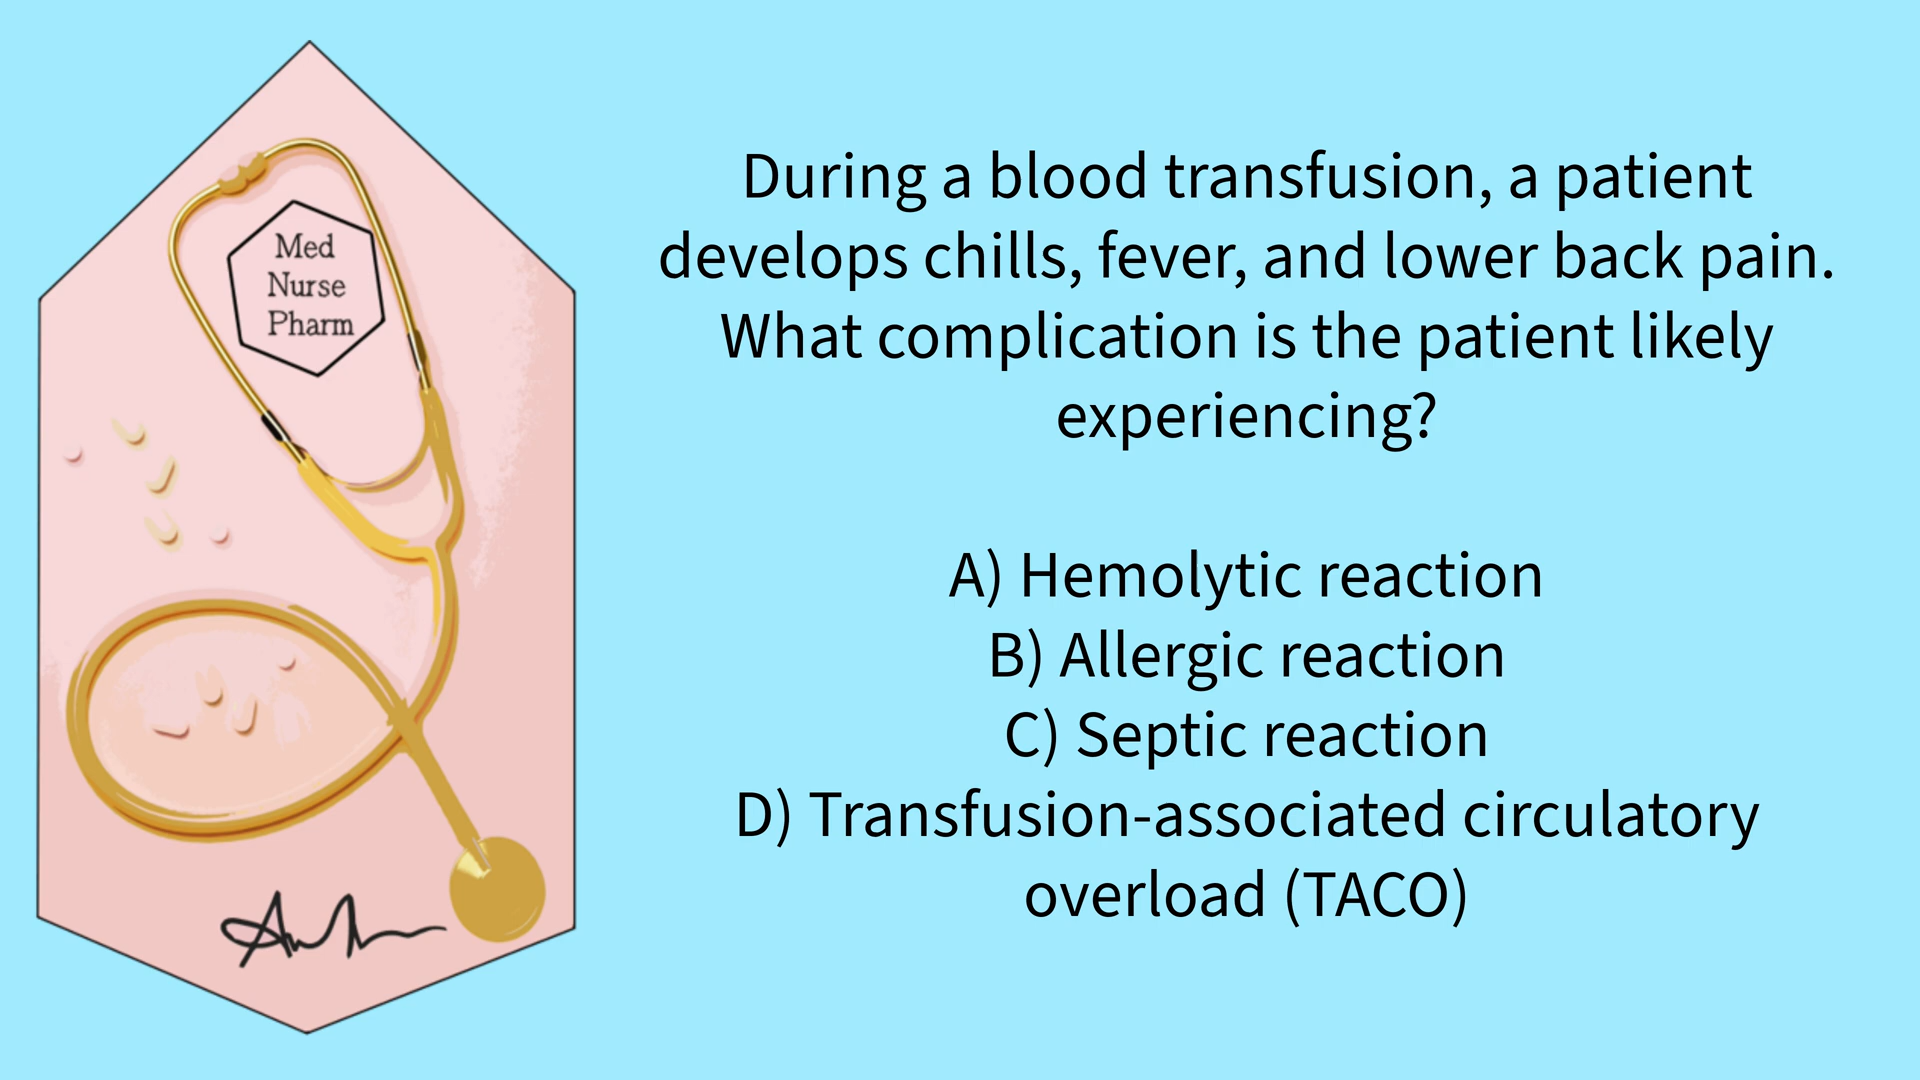 Med
Nurse
Pharm
During a blood transfusion, a patient
develops chills, fever, and lower back pain.
What complication is the patient likely
experiencing?
A) Hemolytic reaction
B) Allergic reaction
C) Septic reaction
D) Transfusion-associated circulatory
overload (TACO)